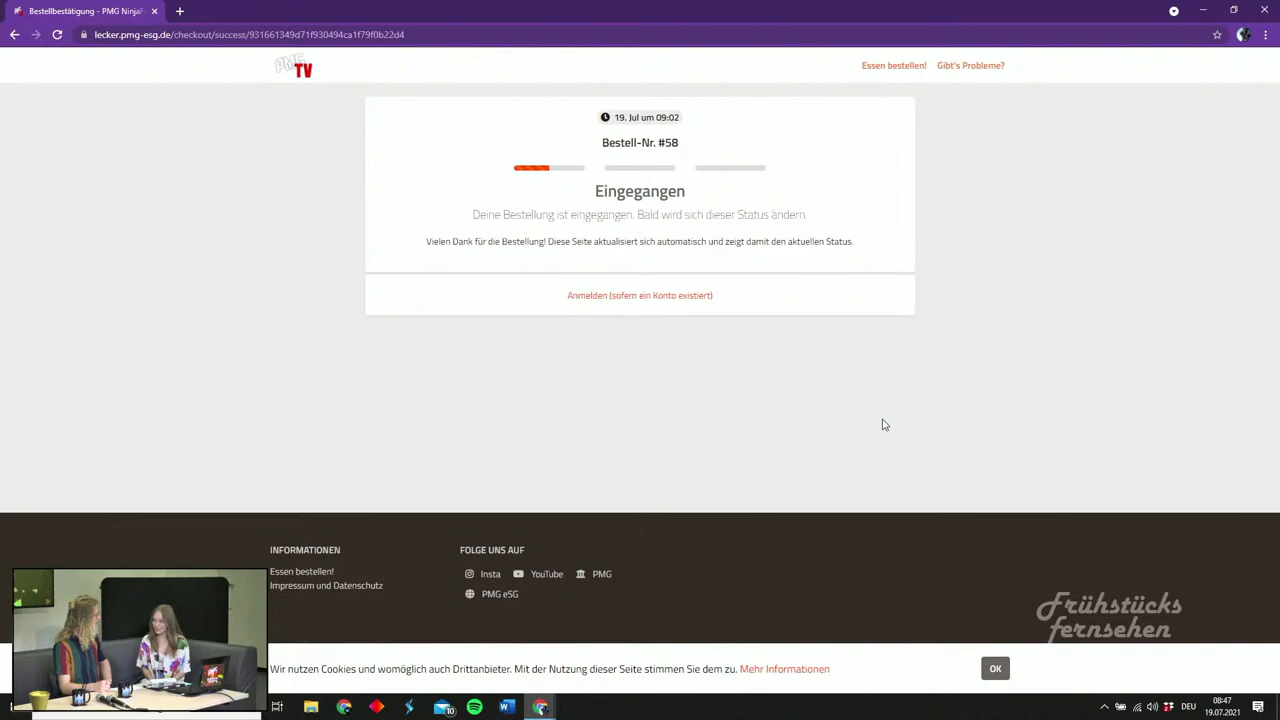 Bestellbestätigung - PMG Ninja
lecker.pmg-esg.de/checkout/success/931661349d71f930494ca1f79f0b22d4
PMG
TV
Essen bestellen! Gibt's Probleme?
19. Jul um 09:02
Bestell-Nr. #58
Eingegangen
Deine Bestellung ist eingegangen. Bald wird sich dieser Status ändern.
Vielen Dank für die Bestellung! Diese Seite aktualisiert sich automatisch und zeigt damit den aktuellen Status.
Anmelden (sofern ein Konto existiert)
INFORMATIONEN
Essen bestellen!
Impressum und Datenschutz
FOLGE UNS AUF
Insta YouTube PMG
PMG eSG
Frühstücks
fernsehen
Wir nutzen Cookies und womöglich auch Drittanbieter. Mit der Nutzung dieser Seite stimmen Sie dem zu. Mehr Informationen
OK
10
DEU
08:47
19.07.2021